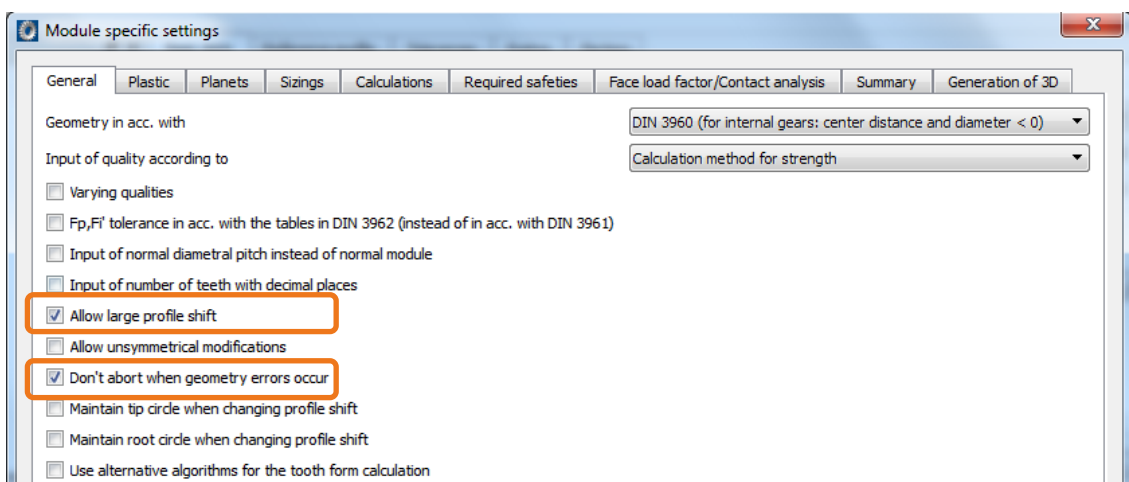 Module specific settings
General Plastic Planets Sizings Calculations Required safeties Face load factor/Contact analysis Summary Generation of 3D
Geometry in acc. with DIN 3960 (for internal gears: center distance and diameter < 0)
Input of quality according to Calculation method for strength
Varying qualities
Fp,Fi' tolerance in acc. with the tables in DIN 3962 (instead of in acc. with DIN 3961)
Input of normal diametral pitch instead of normal module
Input of number of teeth with decimal places
Allow large profile shift
Allow unsymmetrical modifications
Don't abort when geometry errors occur
Maintain tip circle when changing profile shift
Maintain root circle when changing profile shift
Use alternative algorithms for the tooth form calculation